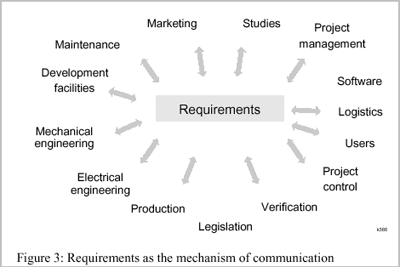 Marketing
Studies
Project
management
Maintenance
Development
facilities
Software
Requirements
Logistics
Mechanical
engineering
Users
Electrical
engineering
Project
control
Production
Verification
Legislation
Figure 3: Requirements as the mechanism of communication